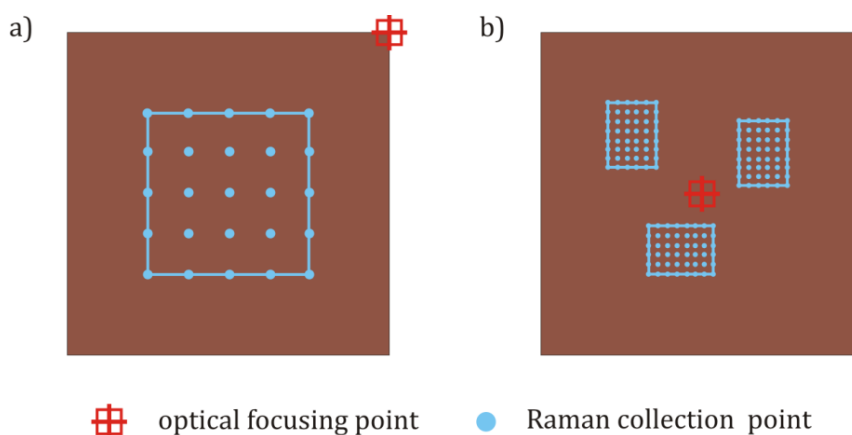 a)
b)
optical focusing point
Raman collection point